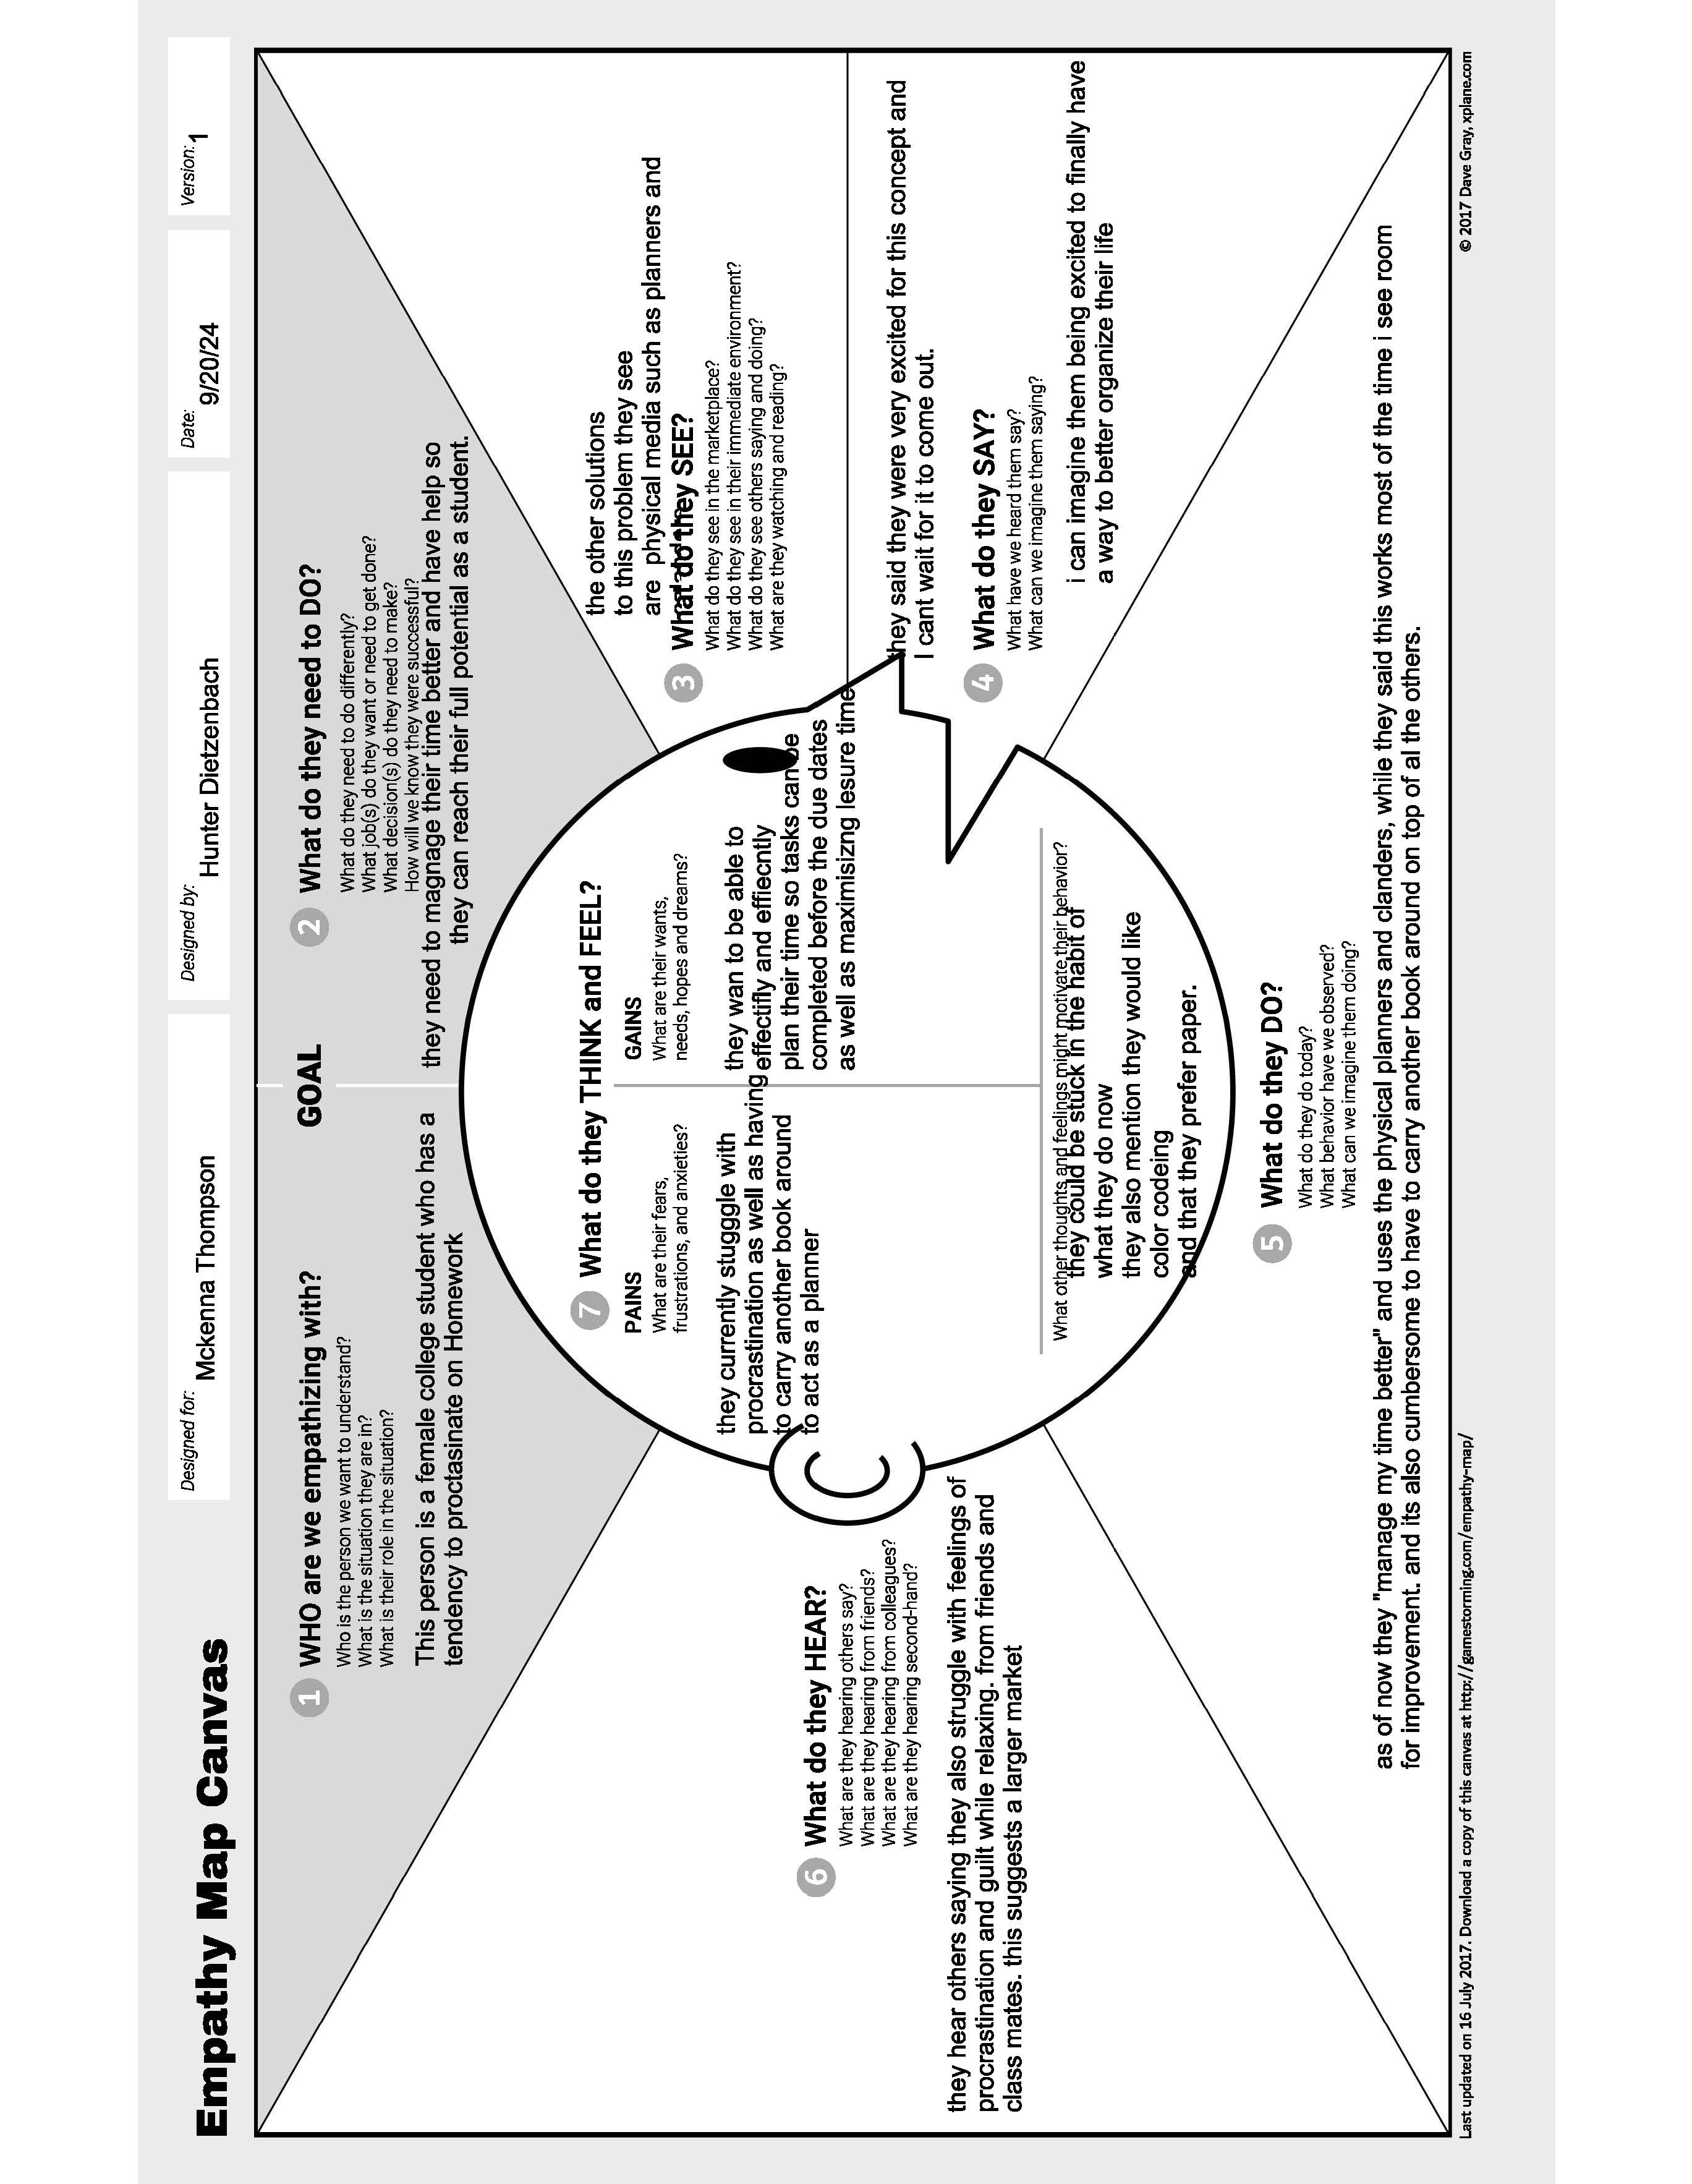 Empathy Map Canvas
Designed for:
Mckenna Thompson
Designed by:
Hunter Dietzenbach
Date:
9/20/24
Version:
1
1 WHO are we empathizing with?
Who is the person we want to understand?
What is the situation they are in?
What is their role in the situation?
This person is a female college student who has a
tendency to proctasinate on Homework
GOAL
2 What do they need to DO?
What do they need to do differently?
What job(s) do they want or need to get done?
What decision(s) do they need to make?
How will we know they were successful?
they need to magnage their time better and have help so
they can reach their full potential as a student.
the other solutions
to this problem they see
are physical media such as planners and
3 What do they SEE?
What do they see in the marketplace?
What do they see in their immediate environment?
What do they see others saying and doing?
What are they watching and reading?
they said they were very excited for this concept and
I cant wait for it to come out.
4 What do they SAY?
What have we heard them say?
What can we imagine them saying?
i can imagine them being excited to finally have
a way to better organize their life
5 What do they DO?
What do they do today?
What behavior have we observed?
What can we imagine them doing?
as of now they "manage my time better" and uses the physical planners and clanders, while they said this works most of the time i see room
for improvement. and its also cumbersome to have to carry another book around on top of al the others.
6 What do they HEAR?
What are they hearing others say?
What are they hearing from friends?
What are they hearing from colleagues?
What are they hearing second-hand?
they hear others saying they also struggle with feelings of
procrastination and guilt while relaxing. from friends and
class mates. this suggests a larger market
7 What do they THINK and FEEL?
PAINS
What are their fears,
frustrations, and anxieties?
they currently stugggle with
procrastination as well as having
to carry another book around
to act as a planner
GAINS
What are their wants,
needs, hopes and dreams?
they wan to be able to
effectifly and effiecntly
plan their time so tasks can be
completed before the due dates
as well as maximisizng lesure time
What other thoughts and feelings might motivate their behavior?
they could be stuck in the habit of
what they do now
they also mention they would like
color codeing
and that they prefer paper.
Last updated on 16 July 2017. Download a copy of this canvas at http://gamestorming.com/empathy-map/
© 2017 Dave Gray, xplane.com